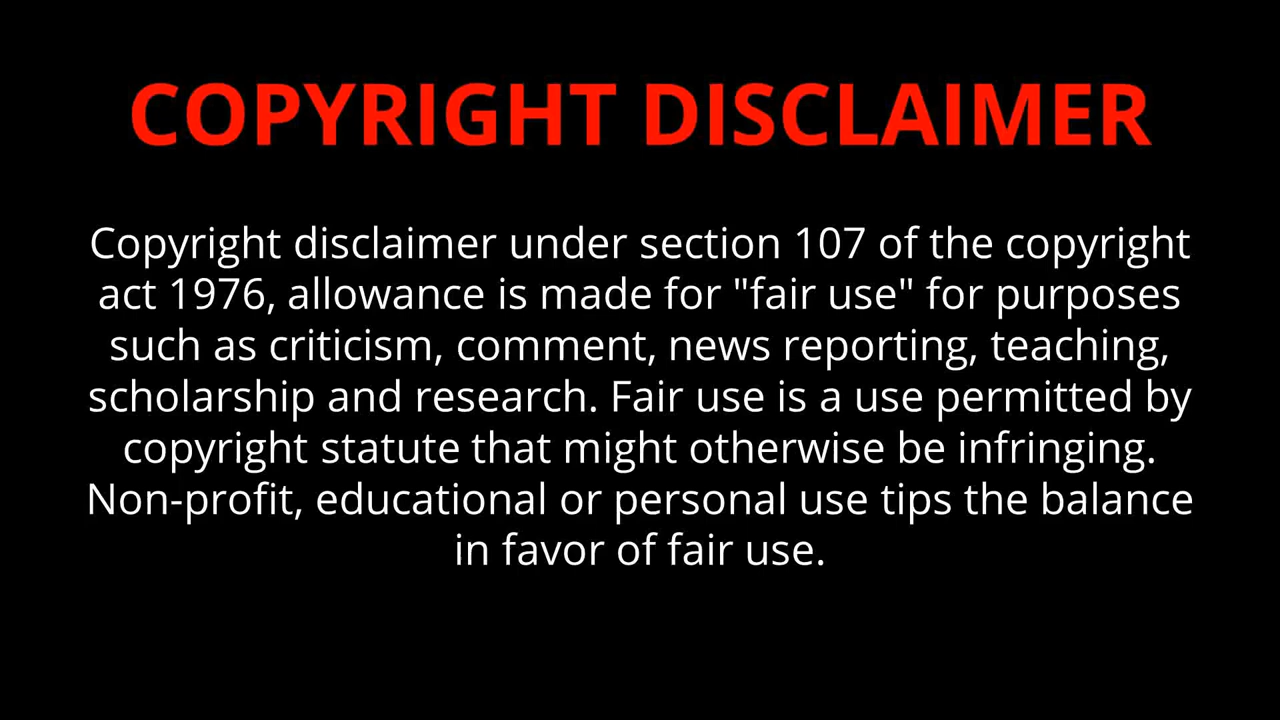 COPYRIGHT DISCLAIMER
Copyright disclaimer under section 107 of the copyright
act 1976, allowance is made for "fair use" for purposes
such as criticism, comment, news reporting, teaching,
scholarship and research. Fair use is a use permitted by
copyright statute that might otherwise be infringing.
Non-profit, educational or personal use tips the balance
in favor of fair use.